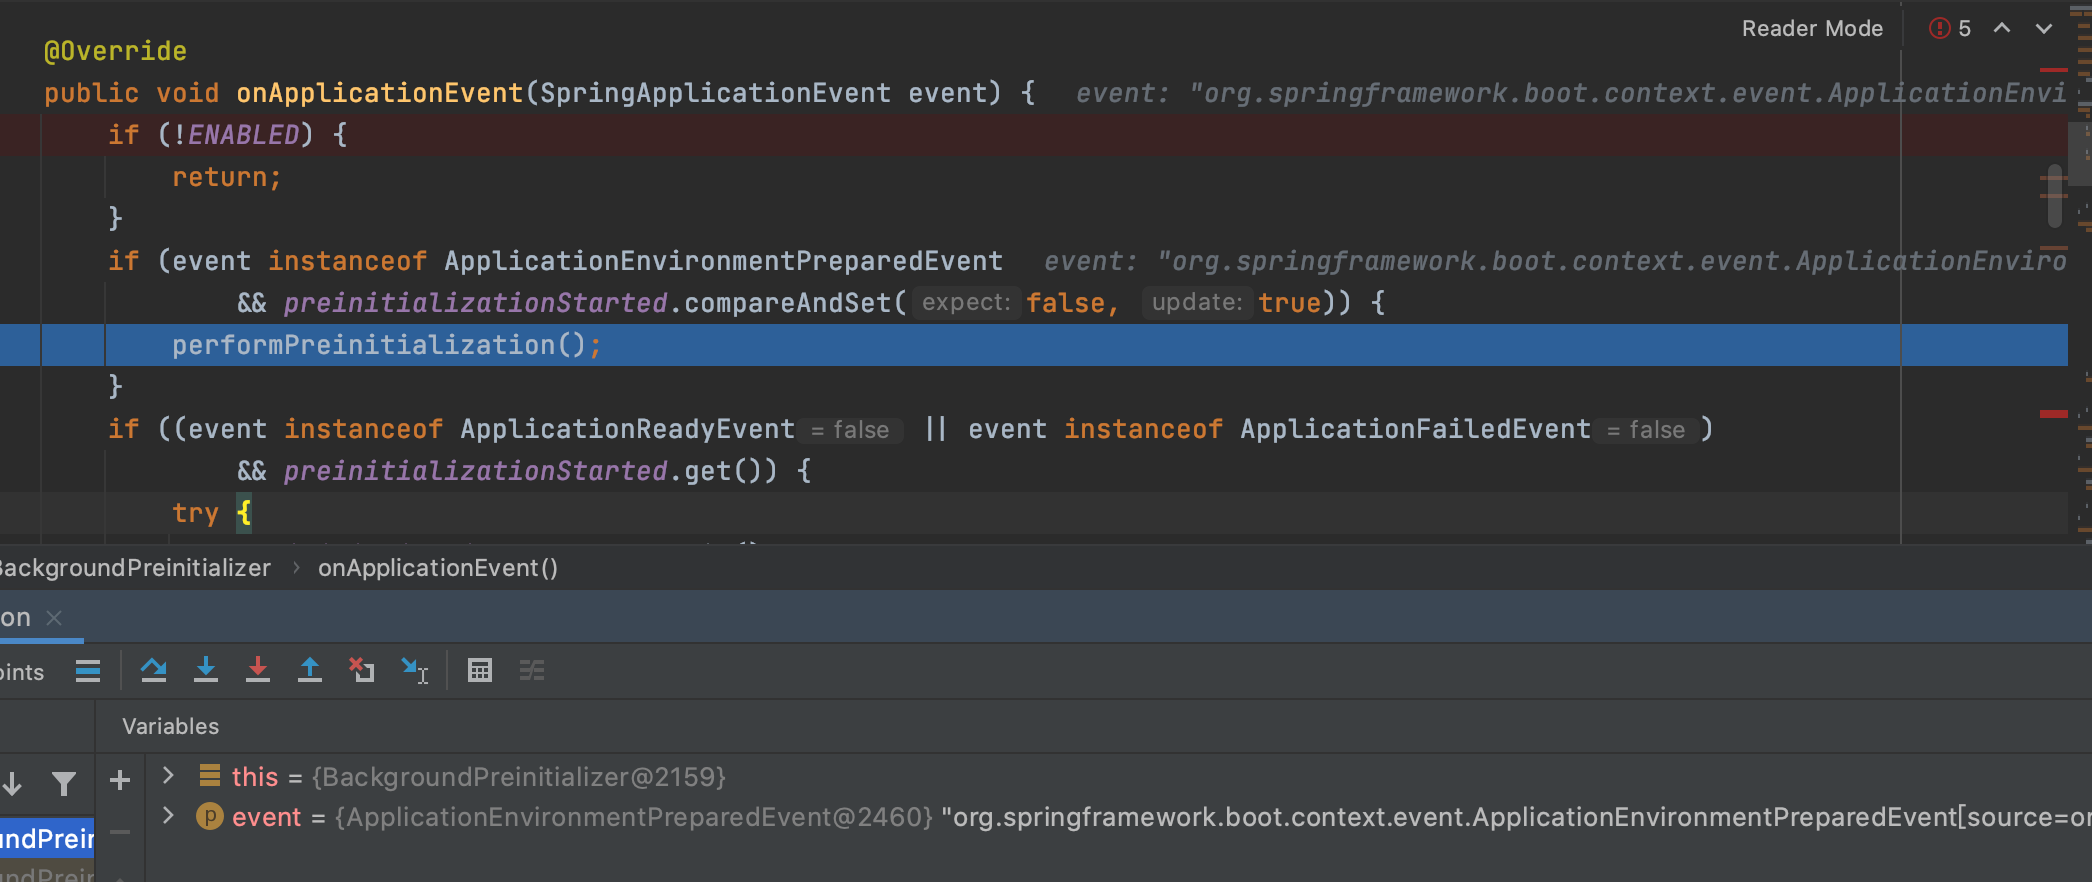 Reader Mode 5
@Override
public void onApplicationEvent(SpringApplicationEvent event) { event: "org.springframework.boot.context.event.ApplicationEnvi
if (!ENABLED) {
return;
}
if (event instanceof ApplicationEnvironmentPreparedEvent event: "org.springframework.boot.context.event.ApplicationEnviro
&& preinitializationStarted.compareAndSet( expect: false, update: true)) {
performPreinitialization();
}
if ((event instanceof ApplicationReadyEvent = false || event instanceof ApplicationFailedEvent = false )
&& preinitializationStarted.get()) {
try {
BackgroundPreinitializer › onApplicationEvent()
on
oints
Variables
this = {BackgroundPreinitializer@2159}
event = {ApplicationEnvironmentPreparedEvent@2460} "org.springframework.boot.context.event.ApplicationEnvironmentPreparedEvent[source=or
undPrein
undPrein